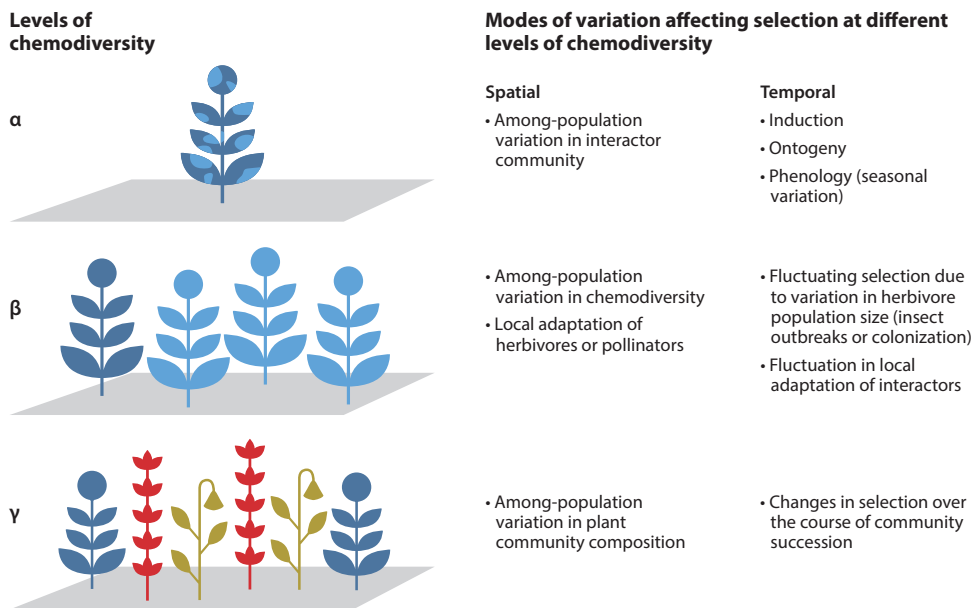 Levels of
chemodiversity
Modes of variation affecting selection at different
levels of chemodiversity
Spatial
Temporal
α
• Among-population
variation in interactor
community
• Induction
• Ontogeny
• Phenology (seasonal
variation)
β
• Among-population
variation in chemodiversity
• Local adaptation of
herbivores or pollinators
• Fluctuating selection due
to variation in herbivore
population size (insect
outbreaks or colonization)
• Fluctuation in local
adaptation of interactors
γ
• Among-population
variation in plant
community composition
• Changes in selection over
the course of community
succession